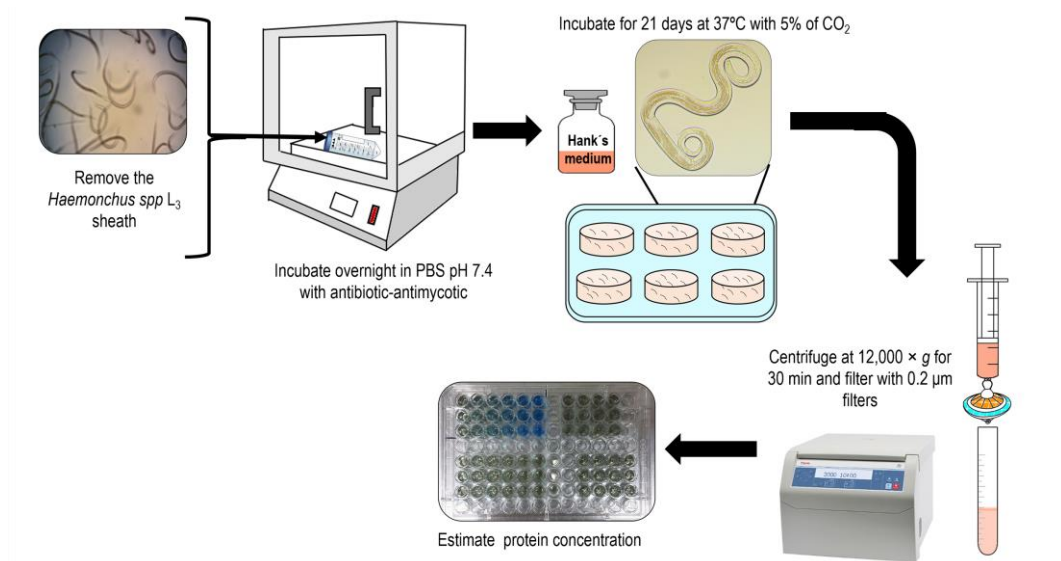 Incubate for 21 days at 37ºC with 5% of CO₂
Remove the
Haemonchus spp L₃
sheath
Hank´s
medium
Incubate overnight in PBS pH 7.4
with antibiotic-antimycotic
Centrifuge at 12,000 × g for
30 min and filter with 0.2 µm
filters
Estimate protein concentration